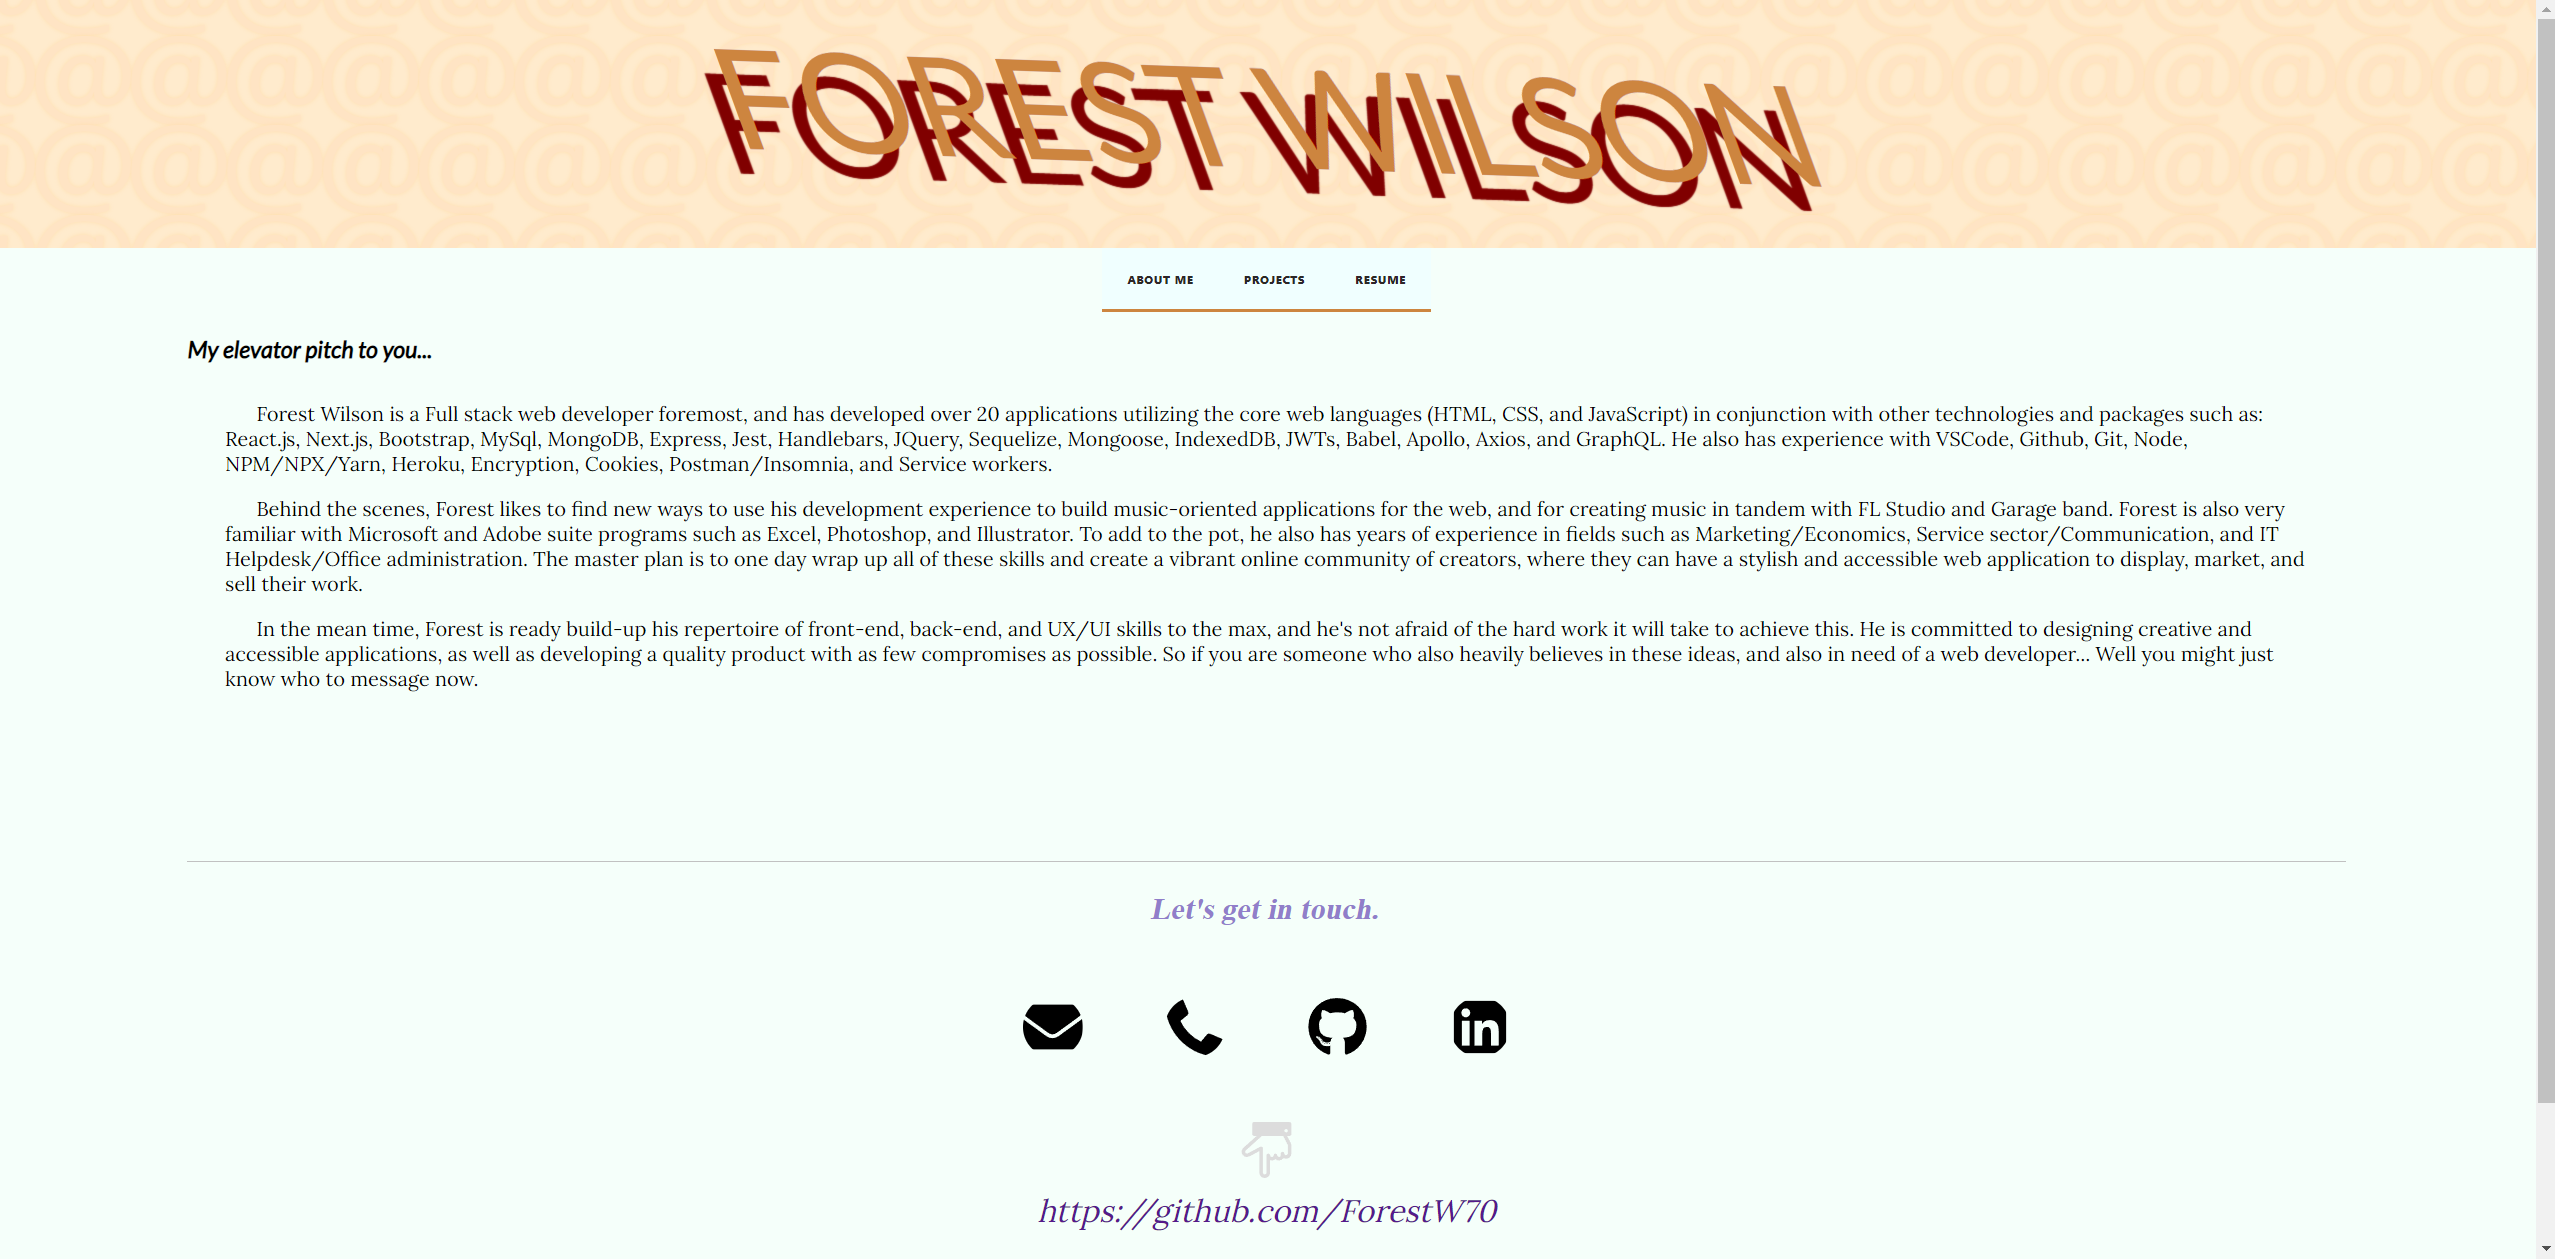 FOREST WILSON
ABOUT ME PROJECTS RESUME
My elevator pitch to you...
Forest Wilson is a Full stack web developer foremost, and has developed over 20 applications utilizing the core web languages (HTML, CSS, and JavaScript) in conjunction with other technologies and packages such as:
React.js, Next.js, Bootstrap, MySql, MongoDB, Express, Jest, Handlebars, JQuery, Sequelize, Mongoose, IndexedDB, JWTs, Babel, Apollo, Axios, and GraphQL. He also has experience with VSCode, Github, Git, Node,
NPM/NPX/Yarn, Heroku, Encryption, Cookies, Postman/Insomnia, and Service workers.
Behind the scenes, Forest likes to find new ways to use his development experience to build music-oriented applications for the web, and for creating music in tandem with FL Studio and Garage band. Forest is also very
familiar with Microsoft and Adobe suite programs such as Excel, Photoshop, and Illustrator. To add to the pot, he also has years of experience in fields such as Marketing/Economics, Service sector/Communication, and IT
Helpdesk/Office administration. The master plan is to one day wrap up all of these skills and create a vibrant online community of creators, where they can have a stylish and accessible web application to display, market, and
sell their work.
In the mean time, Forest is ready build-up his repertoire of front-end, back-end, and UX/UI skills to the max, and he's not afraid of the hard work it will take to achieve this. He is committed to designing creative and
accessible applications, as well as developing a quality product with as few compromises as possible. So if you are someone who also heavily believes in these ideas, and also in need of a web developer... Well you might just
know who to message now.
Let's get in touch.
in
https://github.com/ForestW70